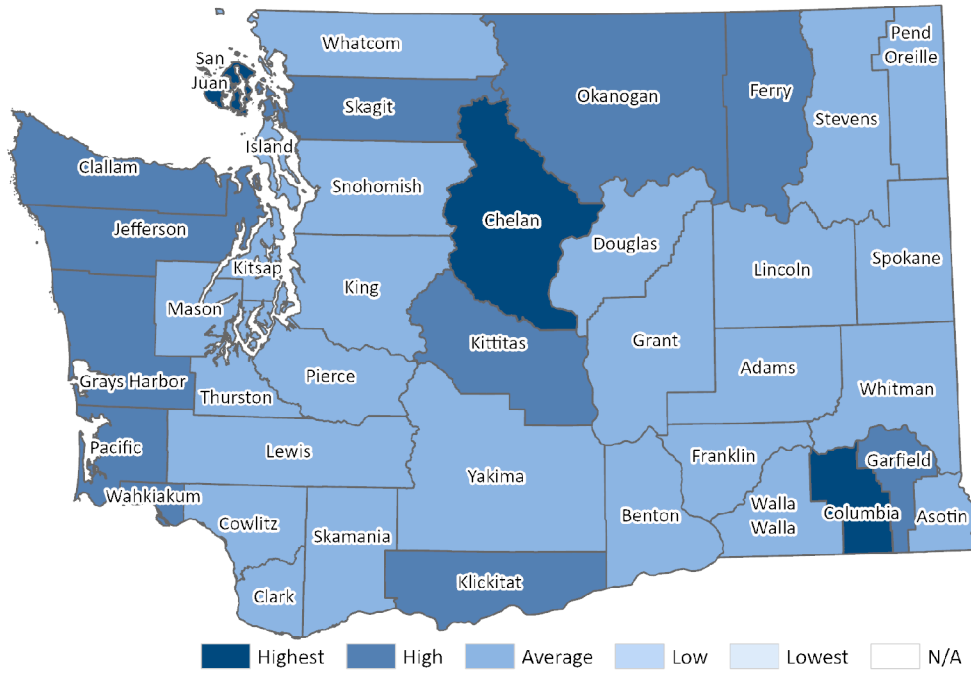 Whatcom
Pend
Oreille
San
Juan
Skagit
Okanogan
Ferry
Stevens
Island
Clallam
Snohomish
Chelan
Jefferson
Douglas
Kitsap
Lincoln
Spokane
King
Mason
Kittitas
Grant
Adams
Pierce
Grays Harbor
Thurston
Whitman
Pacific
Lewis
Franklin
Garfield
Yakima
Wahkiakum
Walla
Walla
Columbia
Asotin
Benton
Cowlitz
Skamania
Klickitat
Clark
Highest High Average Low Lowest N/A